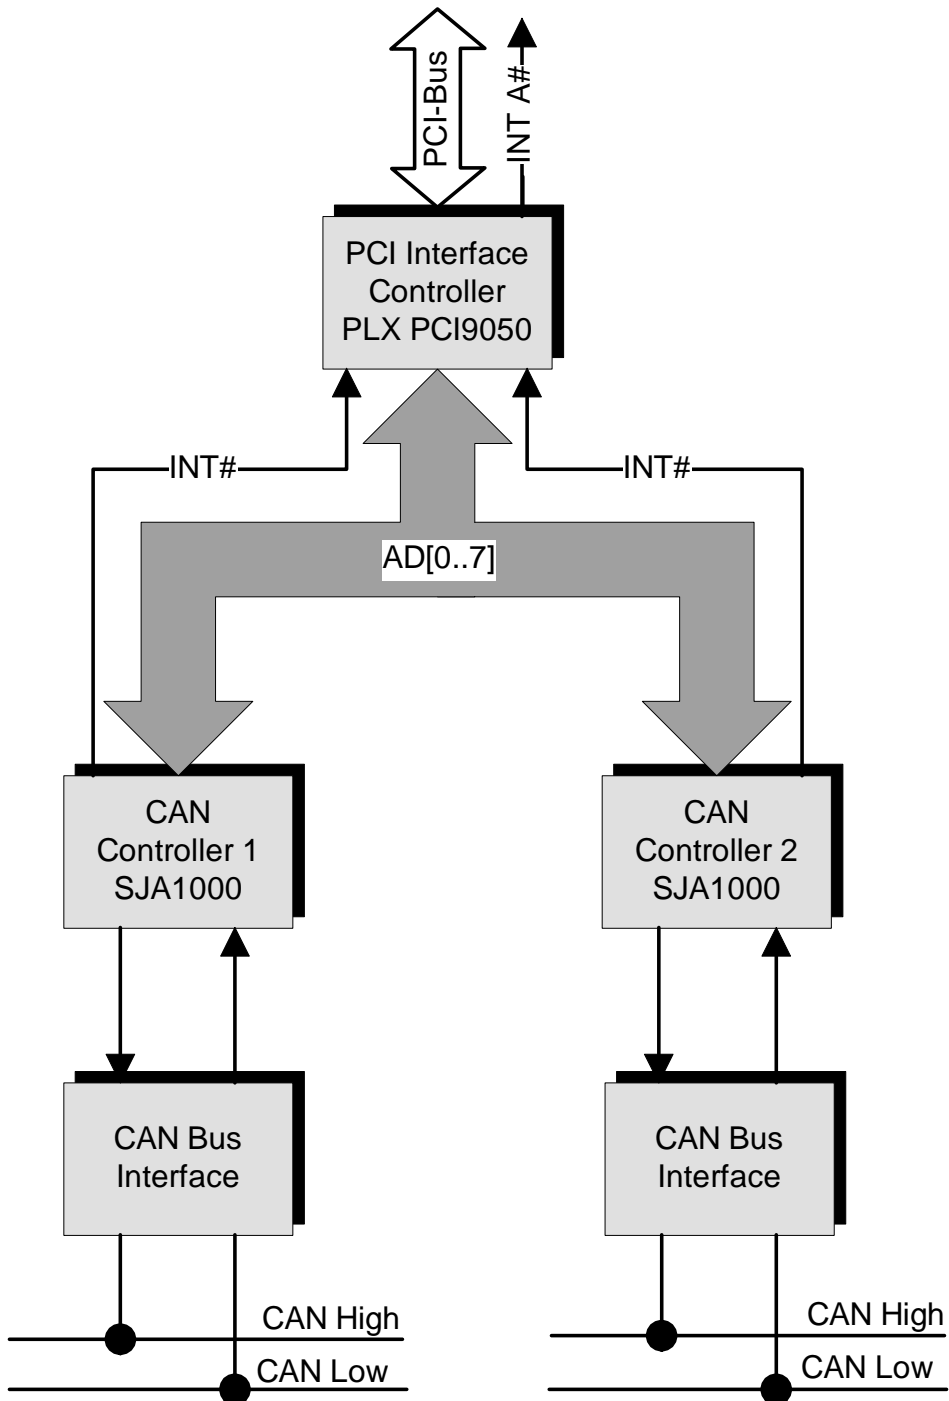 PCI-Bus
INT A#
PCI Interface
Controller
PLX PCI9050
INT#
INT#
AD[0..7]
CAN
Controller 1
SJA1000
CAN
Controller 2
SJA1000
CAN Bus
Interface
CAN Bus
Interface
CAN High
CAN Low
CAN High
CAN Low